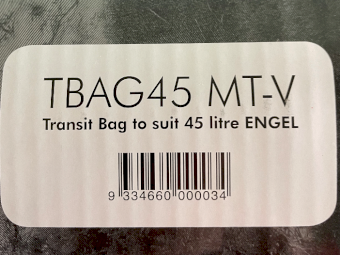 TBAG45 MT-V
Transit Bag to suit 45 litre ENGEL
9 334660 000034